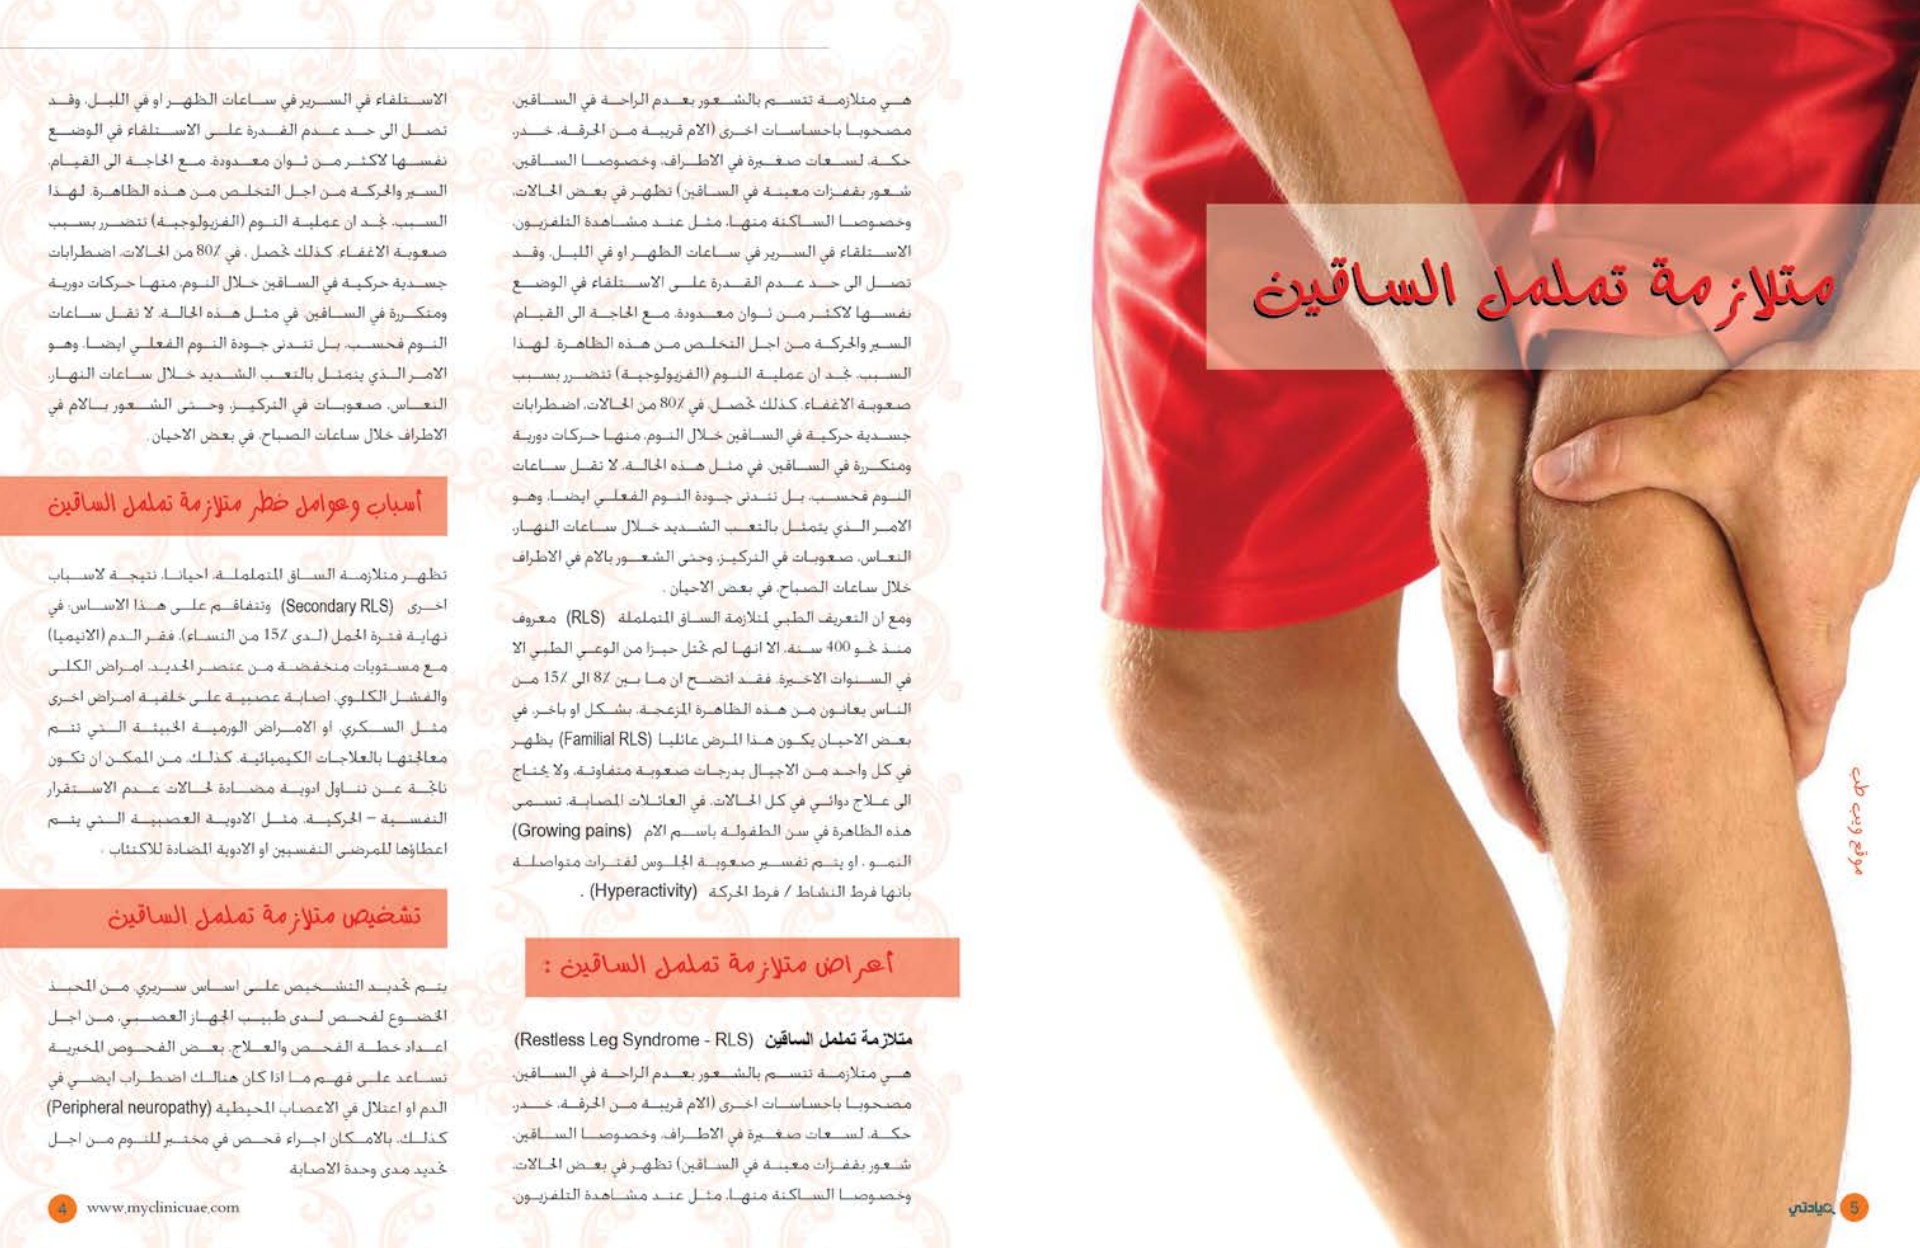 متلازمة تململ الساقين
موقع ويب طب
هي متلازمة تتسم بالشعور بعدم الراحة في الساقين،
مصحوبا باحساسات اخرى (الام قريبة من الحرقة، خدر،
حكة، لسعات صغيرة في الاطراف، وخصوصا الساقين،
شعور بقفزات معينة في الساقين) تظهر في بعض الحالات،
وخصوصا الساكنة منها، مثل عند مشاهدة التلفزيون،
الاستلقاء في السرير في ساعات الظهر او في الليل. وقد
تصل الى حد عدم القدرة على الاستلقاء في الوضع
نفسها لاكثر من ثوان معدودة، مع الحاجة الى القيام،
السير والحركة من اجل التخلص من هذه الظاهرة. لهذا
السبب، نجد ان عملية النوم (الفزيولوجية) تتضرر بسبب
صعوبة الاغفاء. كذلك تحصل، في 80٪ من الحالات، اضطرابات
جسدية حركية في الساقين خلال النوم، منها حركات دورية
ومتكررة في الساقين. في مثل هذه الحالة، لا تقل ساعات
النوم فحسب، بل تتدنى جودة النوم الفعلي ايضا. وهو
الامر الذي يتمثل بالتعب الشديد خلال ساعات النهار،
النعاس، صعوبات في التركيز، وحتى الشعور بالام في الاطراف
خلال ساعات الصباح، في بعض الاحيان .
ومع ان التعريف الطبي لمتلازمة الساق المتململة (RLS) معروف
منذ نحو 400 سنة، الا انها لم تحتل حيزا من الوعي الطبي الا
في السنوات الاخيرة. فقد اتضح ان ما بين 8٪ الى 15٪ من
الناس يعانون من هذه الظاهرة المزعجة، بشكل او باخر. في
بعض الاحيان يكون هذا المرض عائليا (Familial RLS) يظهر
في كل واحد من الاجيال بدرجات صعوبة متفاوتة، ولا يحتاج
الى علاج دوائي في كل الحالات. في العائلات المصابة، تسمى
هذه الظاهرة في سن الطفولة باسم الام (Growing pains)
النمو ، او يتم تفسير صعوبة الجلوس لفترات متواصلة
بانها فرط النشاط / فرط الحركة (Hyperactivity) .
أعراض متلازمة تململ الساقين :
متلازمة تململ الساقين (Restless Leg Syndrome - RLS)
هي متلازمة تتسم بالشعور بعدم الراحة في الساقين،
مصحوبا باحساسات اخرى (الام قريبة من الحرقة، خدر،
حكة، لسعات صغيرة في الاطراف، وخصوصا الساقين،
شعور بقفزات معينة في الساقين) تظهر في بعض الحالات،
وخصوصا الساكنة منها، مثل عند مشاهدة التلفزيون،
الاستلقاء في السرير في ساعات الظهر او في الليل. وقد
تصل الى حد عدم القدرة على الاستلقاء في الوضع
نفسها لاكثر من ثوان معدودة، مع الحاجة الى القيام،
السير والحركة من اجل التخلص من هذه الظاهرة. لهذا
السبب، نجد ان عملية النوم (الفزيولوجية) تتضرر بسبب
صعوبة الاغفاء. كذلك تحصل ، في 80٪ من الحالات، اضطرابات
جسدية حركية في الساقين خلال النوم، منها حركات دورية
ومتكررة في الساقين. في مثل هذه الحالة، لا تقل ساعات
النوم فحسب، بل تتدنى جودة النوم الفعلي ايضا. وهو
الامر الذي يتمثل بالتعب الشديد خلال ساعات النهار،
النعاس، صعوبات في التركيز، وحتى الشعور بالام في
الاطراف خلال ساعات الصباح، في بعض الاحيان .
أسباب وعوامل خطر متلازمة تململ الساقين
تظهر متلازمة الساق المتململة، احيانا، نتيجة لاسباب
اخرى (Secondary RLS) وتتفاقم على هذا الاساس: في
نهاية فترة الحمل (لدى 15٪ من النساء)، فقر الدم (الانيميا)
مع مستويات منخفضة من عنصر الحديد، امراض الكلى
والفشل الكلوي، اصابة عصبية على خلفية امراض اخرى
مثل السكري، او الامراض الورمية الخبيثة التي تتم
معالجتها بالعلاجات الكيميائية. كذلك، من الممكن ان تكون
ناتجة عن تناول ادوية مضادة لحالات عدم الاستقرار
النفسية – الحركية، مثل الادوية العصبية التي يتم
اعطاؤها للمرضى النفسيين او الادوية المضادة للاكتئاب .
تشخيص متلازمة تململ الساقين
يتم تحديد التشخيص على اساس سريري. من المحبذ
الخضوع لفحص لدى طبيب الجهاز العصبي، من اجل
اعداد خطة الفحص والعلاج. بعض الفحوص المخبرية
تساعد على فهم ما اذا كان هنالك اضطراب ايضي في
الدم او اعتلال في الاعصاب المحيطية (Peripheral neuropathy)
كذلك، بالامكان اجراء فحص في مختبر للنوم من اجل
تحديد مدى وحدة الاصابة.
4 www.myclinicuae.com
عيادتي 5